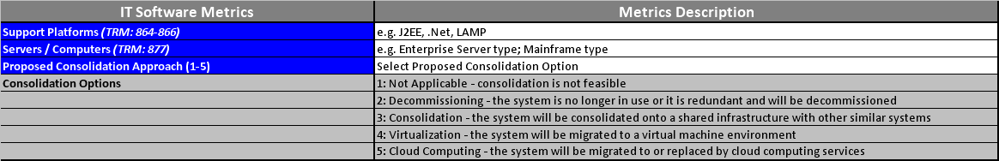 IT Software Metrics Metrics Description
Support Platforms (TRM: 864-866) e.g. J2EE, .Net, LAMP
Servers / Computers (TRM: 877) e.g. Enterprise Server type; Mainframe type
Proposed Consolidation Approach (1-5) Select Proposed Consolidation Option
Consolidation Options 1: Not Applicable - consolidation is not feasible
2: Decommissioning - the system is no longer in use or it is redundant and will be decommissioned
3: Consolidation - the system will be consolidated onto a shared infrastructure with other similar systems
4: Virtualization - the system will be migrated to a virtual machine environment
5: Cloud Computing - the system will be migrated to or replaced by cloud computing services